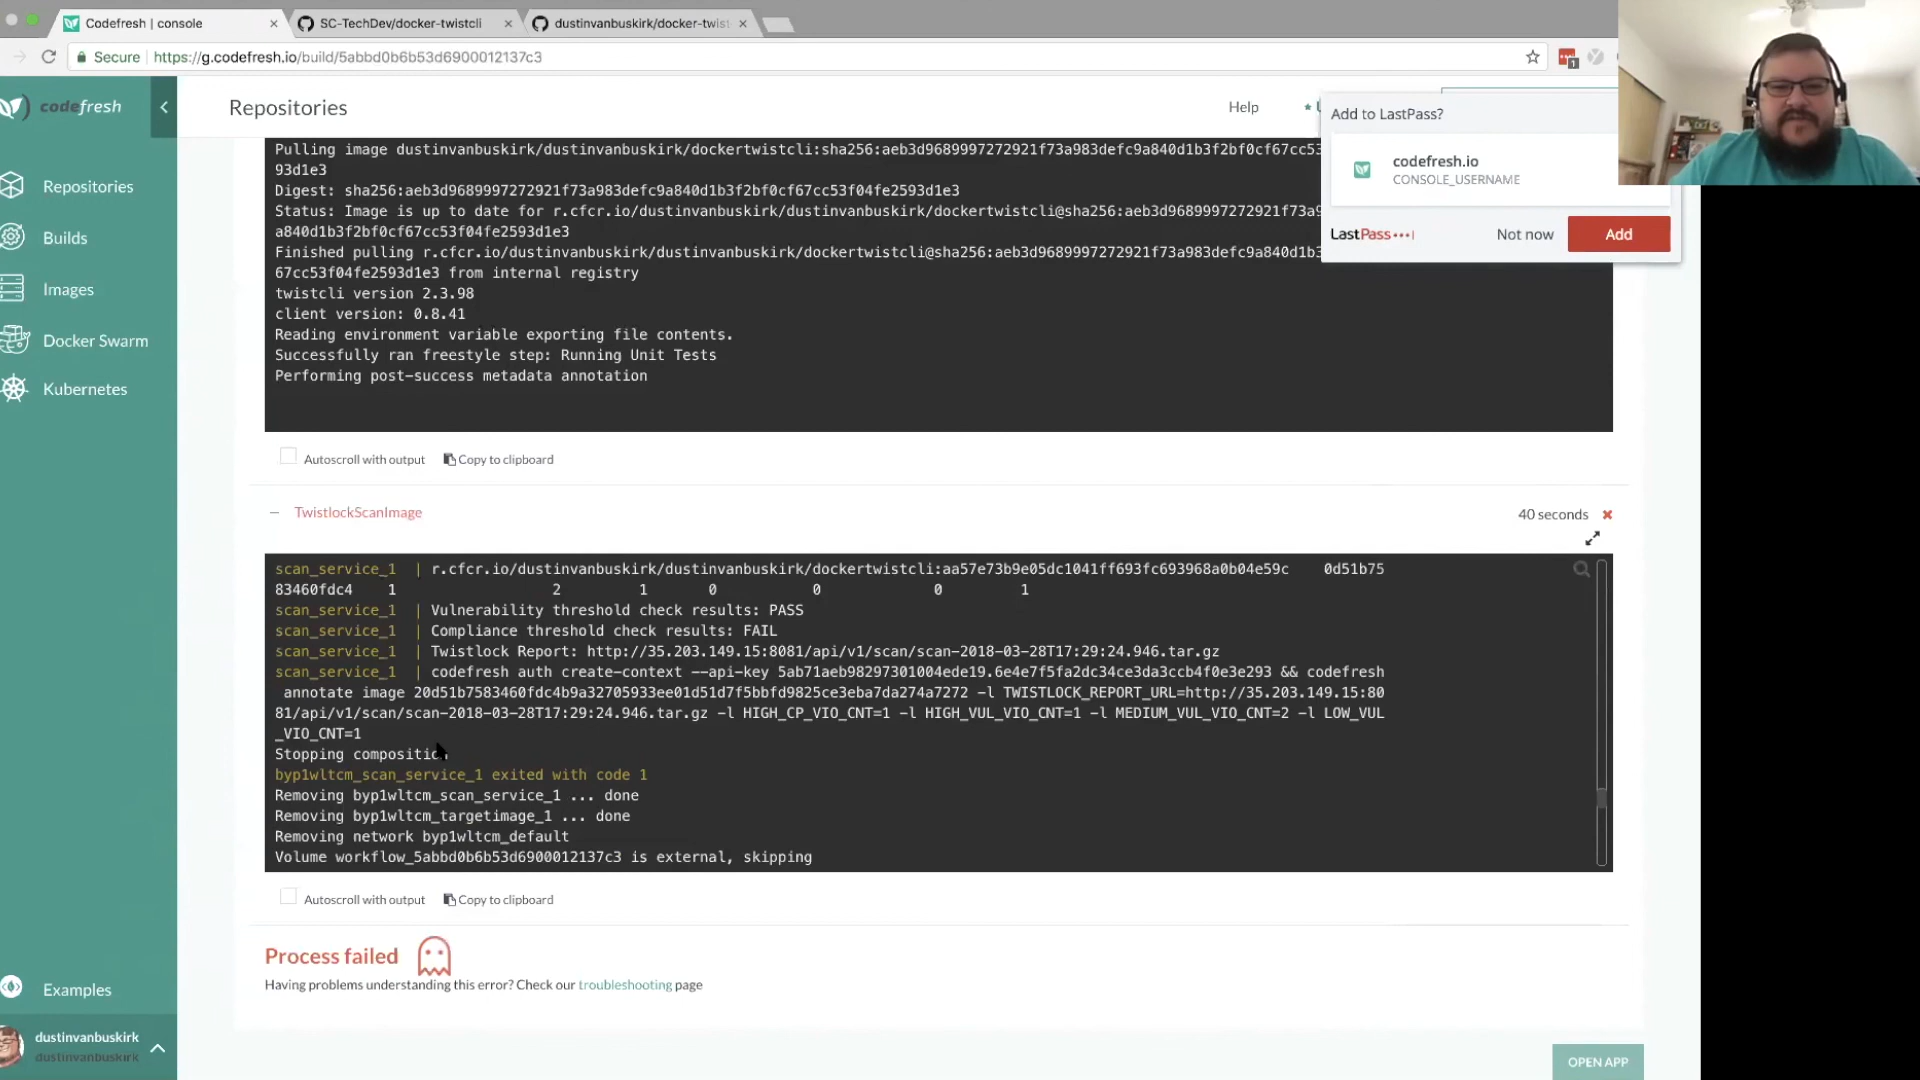 Codefresh | console
SC-TechDev/docker-twistcli
dustinvanbuskirk/docker-twist
Secure
https://g.codefresh.io/build/5abbd0b6b53d6900012137c3
1
codefresh
Repositories
Help
Repositories
Builds
Images
Docker Swarm
Kubernetes
Examples
dustinvanbuskirk
dustinvanbuskirk
Add to LastPass?
codefresh.io
CONSOLE_USERNAME
LastPass
Not now
Add
Pulling image dustinvanbuskirk/dustinvanbuskirk/dockertwistcli:sha256:aeb3d9689997272921f73a983defc9a840d1b3f2bf0cf67cc53
93d1e3
Digest: sha256:aeb3d9689997272921f73a983defc9a840d1b3f2bf0cf67cc53f04fe2593d1e3
Status: Image is up to date for r.cfcr.io/dustinvanbuskirk/dustinvanbuskirk/dockertwistcli@sha256:aeb3d9689997272921f73a9
a840d1b3f2bf0cf67cc53f04fe2593d1e3
Finished pulling r.cfcr.io/dustinvanbuskirk/dustinvanbuskirk/dockertwistcli@sha256:aeb3d9689997272921f73a983defc9a840d1b3
67cc53f04fe2593d1e3 from internal registry
twistcli version 2.3.98
client version: 0.8.41
Reading environment variable exporting file contents.
Successfully ran freestyle step: Running Unit Tests
Performing post-success metadata annotation
Autoscroll with output
Copy to clipboard
TwistlockScanImage
40 seconds
scan_service_1 | r.cfcr.io/dustinvanbuskirk/dustinvanbuskirk/dockertwistcli:aa57e73b9e05dc1041ff693fc693968a0b04e59c 0d51b75
83460fdc4 1 2 1 0 0 0 1
scan_service_1 | Vulnerability threshold check results: PASS
scan_service_1 | Compliance threshold check results: FAIL
scan_service_1 | Twistlock Report: http://35.203.149.15:8081/api/v1/scan/scan-2018-03-28T17:29:24.946.tar.gz
scan_service_1 | codefresh auth create-context --api-key 5ab71aeb98297301004ede19.6e4e7f5fa2dc34ce3da3ccb4f0e3e293 && codefresh
annotate image 20d51b7583460fdc4b9a32705933ee01d51d7f5bbfd9825ce3eba7da274a7272 -l TWISTLOCK_REPORT_URL=http://35.203.149.15:80
81/api/v1/scan/scan-2018-03-28T17:29:24.946.tar.gz -l HIGH_CP_VIO_CNT=1 -l HIGH_VUL_VIO_CNT=1 -l MEDIUM_VUL_VIO_CNT=2 -l LOW_VUL
_VIO_CNT=1
Stopping composition
byp1wltcm_scan_service_1 exited with code 1
Removing byp1wltcm_scan_service_1 ... done
Removing byp1wltcm_targetimage_1 ... done
Removing network byp1wltcm_default
Volume workflow_5abbd0b6b53d6900012137c3 is external, skipping
Autoscroll with output
Copy to clipboard
Process failed
Having problems understanding this error? Check our troubleshooting page
OPEN APP